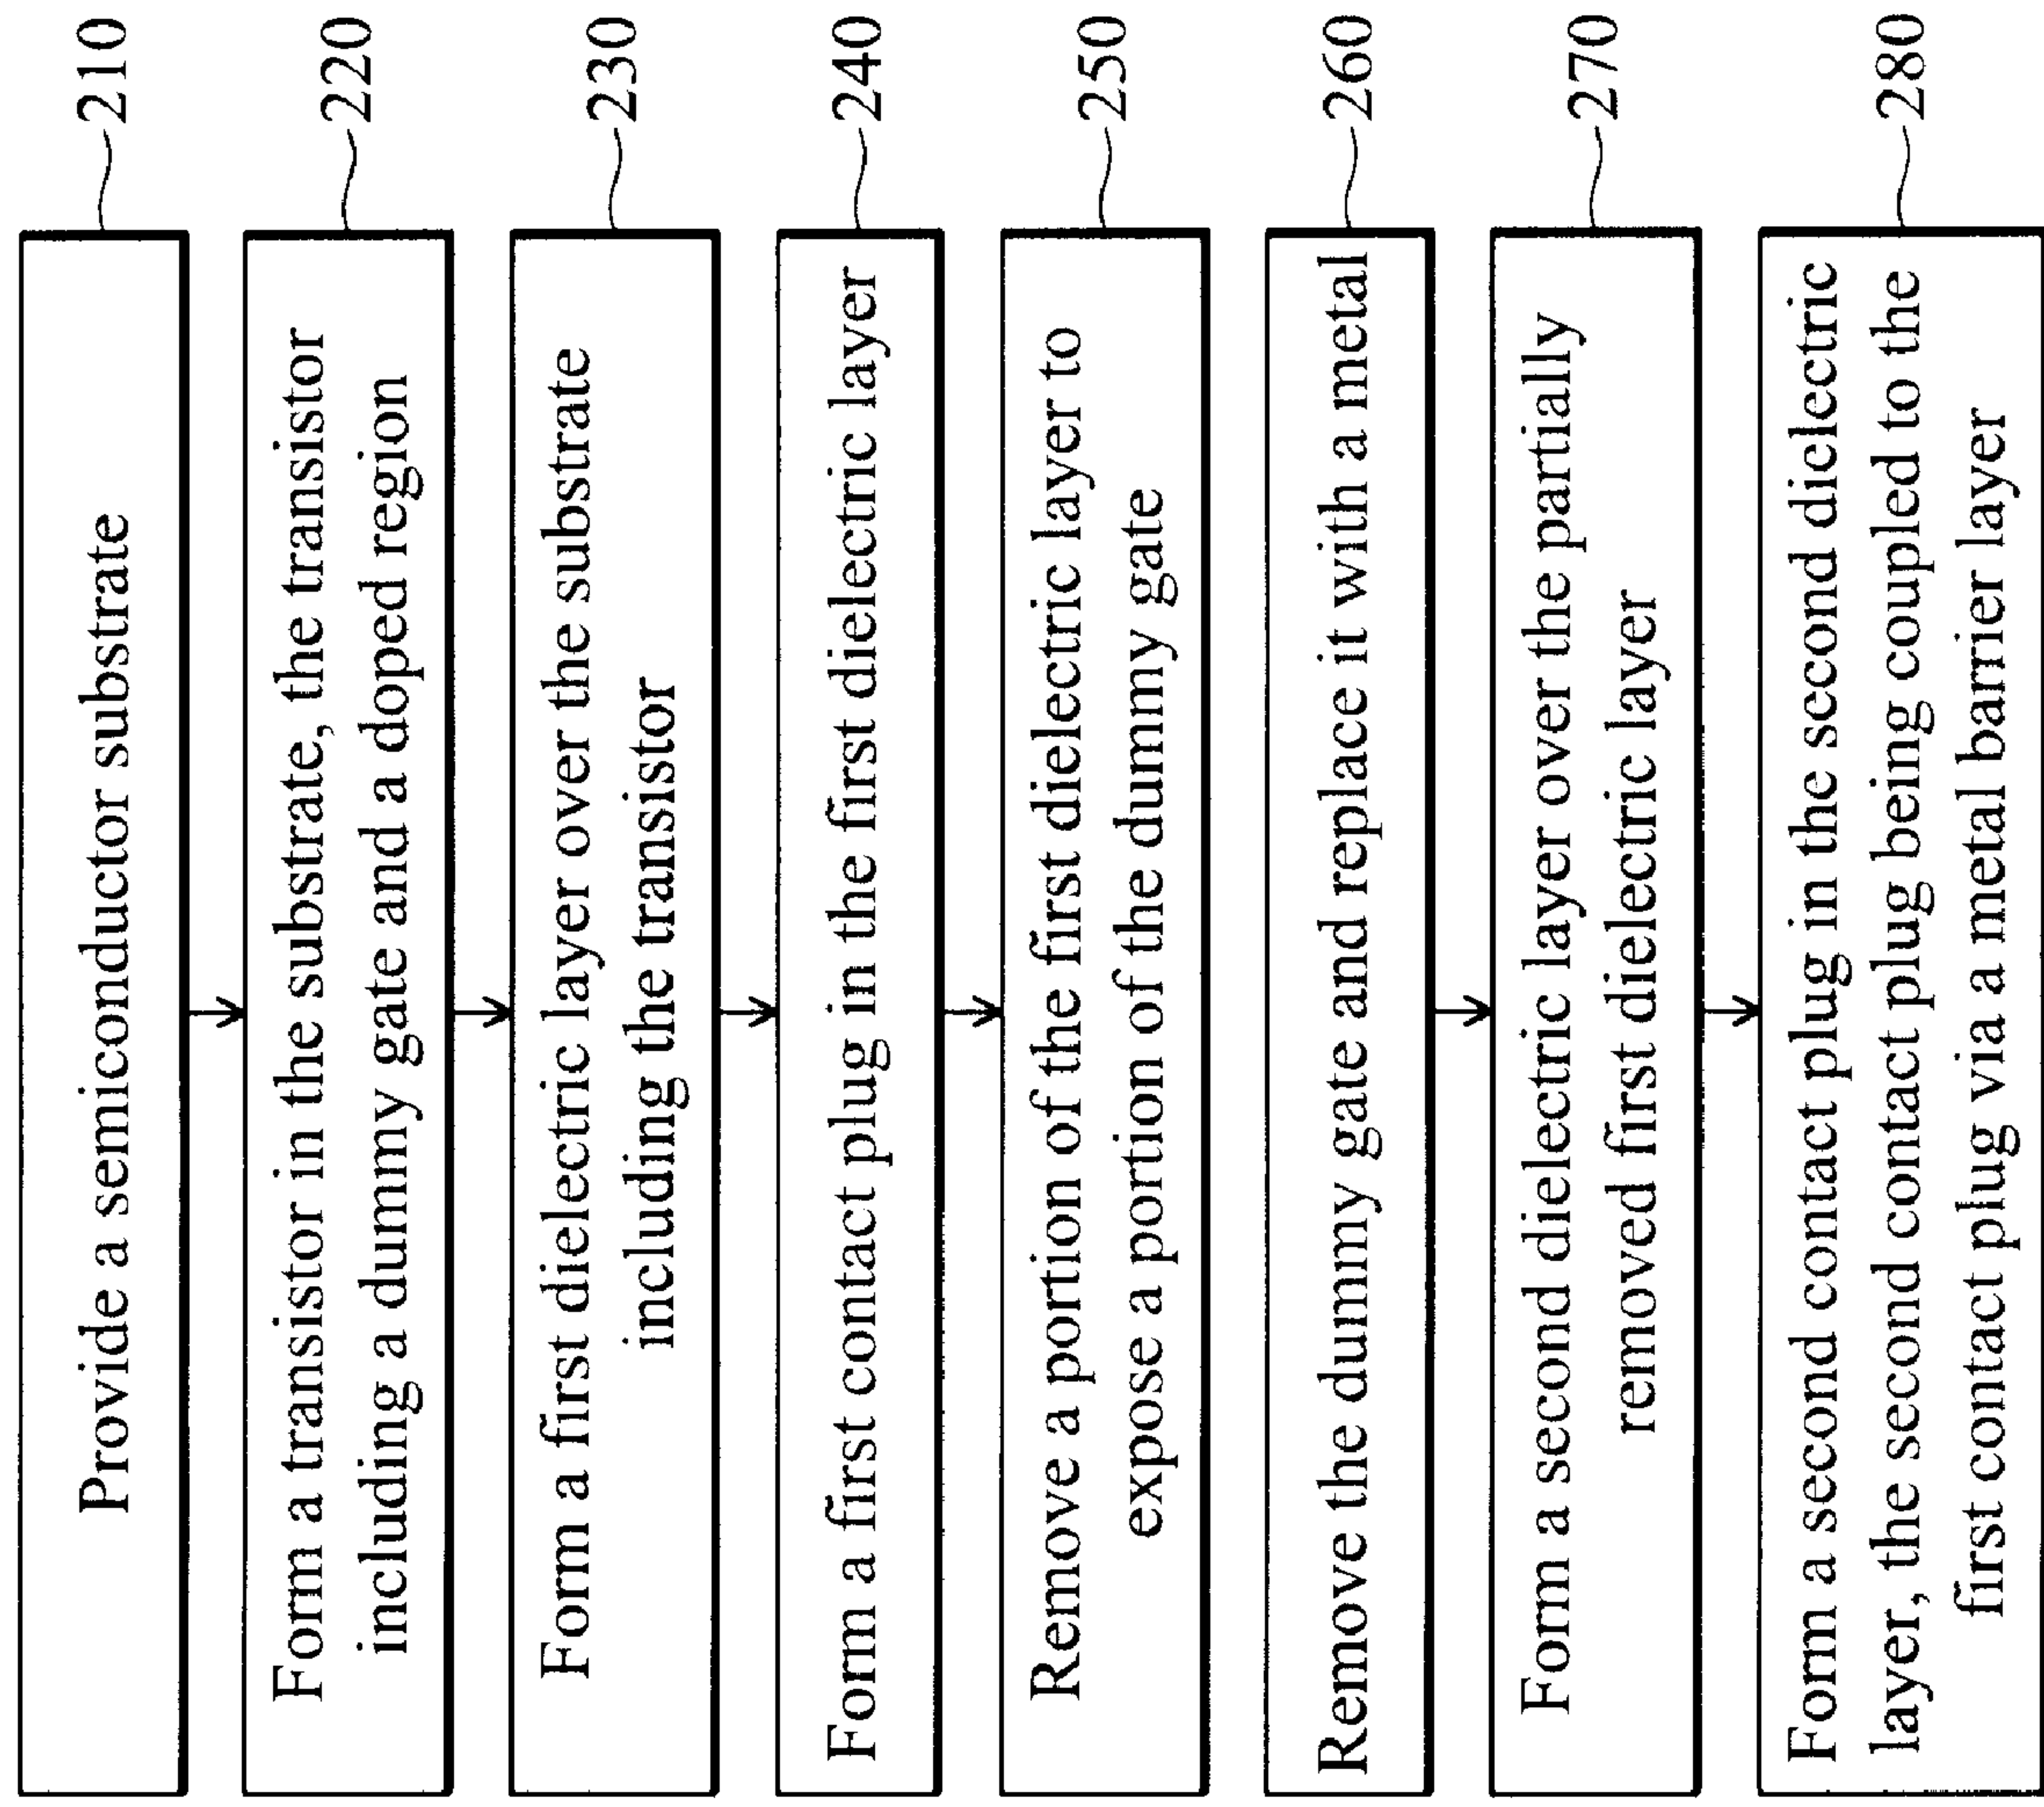 Provide a semiconductor substrate
210
Form a transistor in the substrate, the transistor
including a dummy gate and a doped region
220
Form a first dielectric layer over the substrate
including the transistor
230
Form a first contact plug in the first dielectric layer
240
Remove a portion of the first dielectric layer to
expose a portion of the dummy gate
250
Remove the dummy gate and replace it with a metal
260
Form a second dielectric layer over the partially
removed first dielectric layer
270
Form a second contact plug in the second dielectric
layer, the second contact plug being coupled to the
first contact plug via a metal barrier layer
280